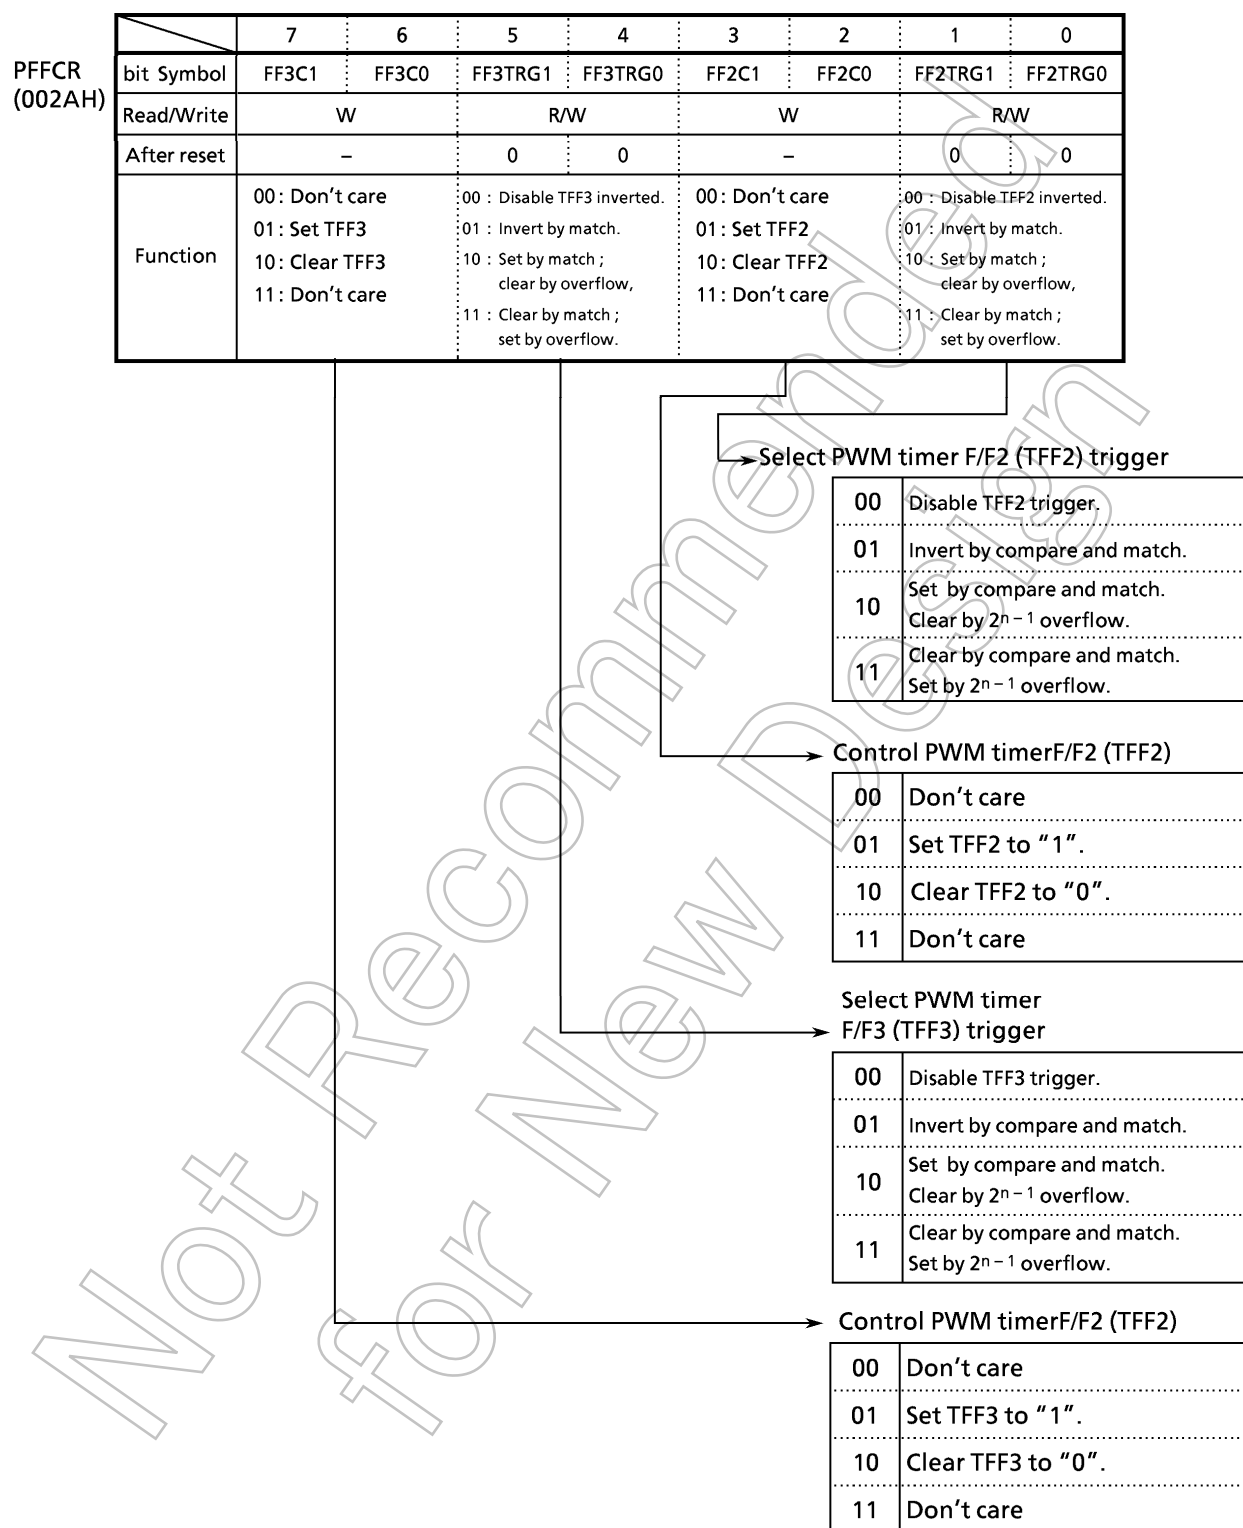 7 6 5 4 3 2 1 0
PFFCR
(002AH)
bit Symbol FF3C1 FF3C0 FF3TRG1 FF3TRG0 FF2C1 FF2C0 FF2TRG1 FF2TRG0
Read/Write W R/W W R/W
After reset – 0 0 – 0 0
Function
00 : Don't care
01 : Set TFF3
10 : Clear TFF3
11 : Don't care
00 : Disable TFF3 inverted.
01 : Invert by match.
10 : Set by match ;
clear by overflow,
11 : Clear by match ;
set by overflow.
00 : Don't care
01 : Set TFF2
10 : Clear TFF2
11 : Don't care
00 : Disable TFF2 inverted.
01 : Invert by match.
10 : Set by match ;
clear by overflow,
11 : Clear by match ;
set by overflow.
Select PWM timer F/F2 (TFF2) trigger
00 Disable TFF2 trigger.
01 Invert by compare and match.
10 Set by compare and match.
Clear by 2ⁿ⁻¹ overflow.
11 Clear by compare and match.
Set by 2ⁿ⁻¹ overflow.
Control PWM timerF/F2 (TFF2)
00 Don't care
01 Set TFF2 to "1".
10 Clear TFF2 to "0".
11 Don't care
Select PWM timer
F/F3 (TFF3) trigger
00 Disable TFF3 trigger.
01 Invert by compare and match.
10 Set by compare and match.
Clear by 2ⁿ⁻¹ overflow.
11 Clear by compare and match.
Set by 2ⁿ⁻¹ overflow.
Control PWM timerF/F2 (TFF2)
00 Don't care
01 Set TFF3 to "1".
10 Clear TFF3 to "0".
11 Don't care
Not Recommended
for New Design